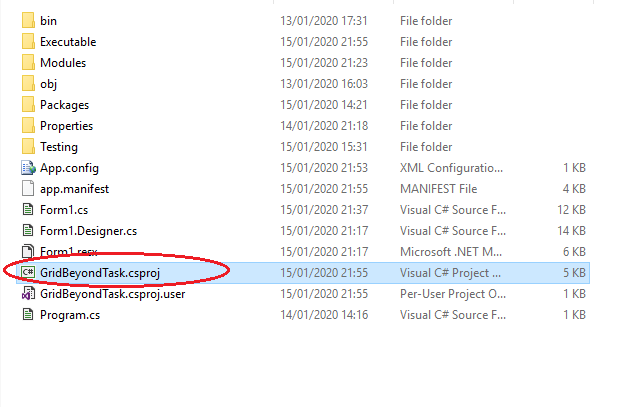 bin 13/01/2020 17:31 File folder
Executable 15/01/2020 21:55 File folder
Modules 15/01/2020 21:23 File folder
obj 13/01/2020 16:03 File folder
Packages 15/01/2020 14:21 File folder
Properties 14/01/2020 21:18 File folder
Testing 15/01/2020 15:31 File folder
App.config 15/01/2020 21:53 XML Configuratio... 1 KB
app.manifest 15/01/2020 21:55 MANIFEST File 4 KB
Form1.cs 15/01/2020 21:37 Visual C# Source F... 12 KB
Form1.Designer.cs 15/01/2020 21:17 Visual C# Source F... 14 KB
Form1.resx 15/01/2020 21:17 Microsoft .NET M... 6 KB
C# GridBeyondTask.csproj 15/01/2020 21:55 Visual C# Project ... 5 KB
GridBeyondTask.csproj.user 15/01/2020 21:55 Per-User Project O... 1 KB
Program.cs 14/01/2020 14:16 Visual C# Source F... 1 KB